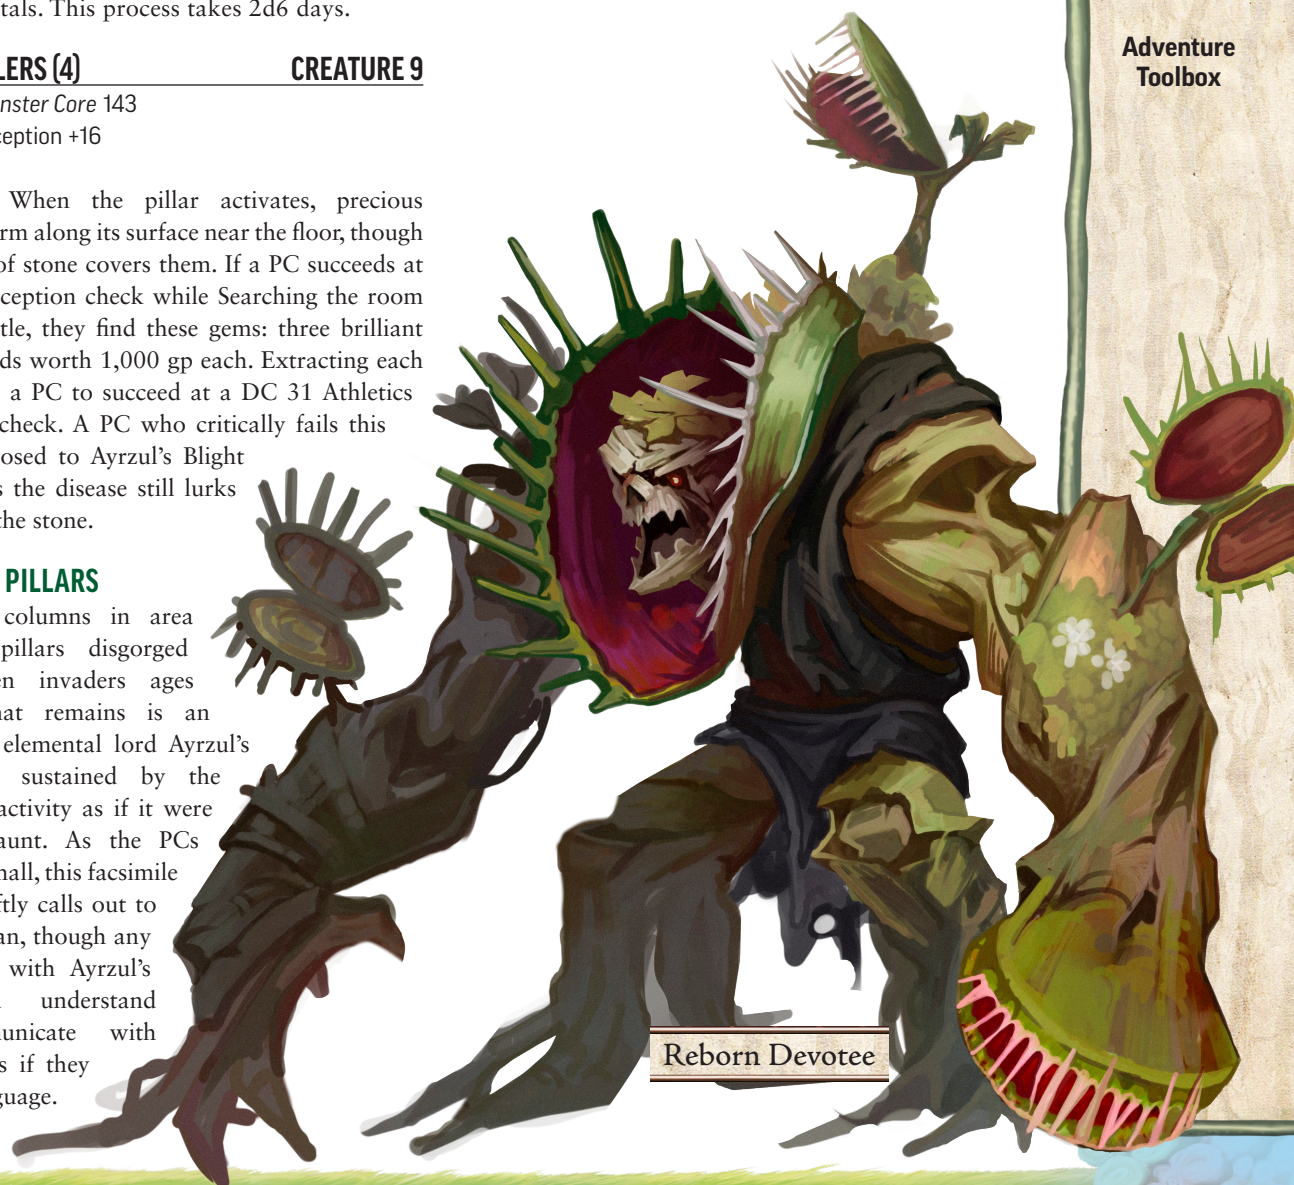 tals. This process takes 2d6 days.
LERS (4) CREATURE 9
nster Core 143
ception +16
When the pillar activates, precious
rm along its surface near the floor, though
of stone covers them. If a PC succeeds at
ception check while Searching the room
tle, they find these gems: three brilliant
ds worth 1,000 gp each. Extracting each
a PC to succeed at a DC 31 Athletics
check. A PC who critically fails this
osed to Ayrzul’s Blight
s the disease still lurks
the stone.
PILLARS
columns in area
pillars disgorged
en invaders ages
hat remains is an
elemental lord Ayrzul’s
sustained by the
activity as if it were
aunt. As the PCs
hall, this facsimile
ftly calls out to
an, though any
with Ayrzul’s
understand
unicate with
s if they
guage.
Adventure
Toolbox
Reborn Devotee